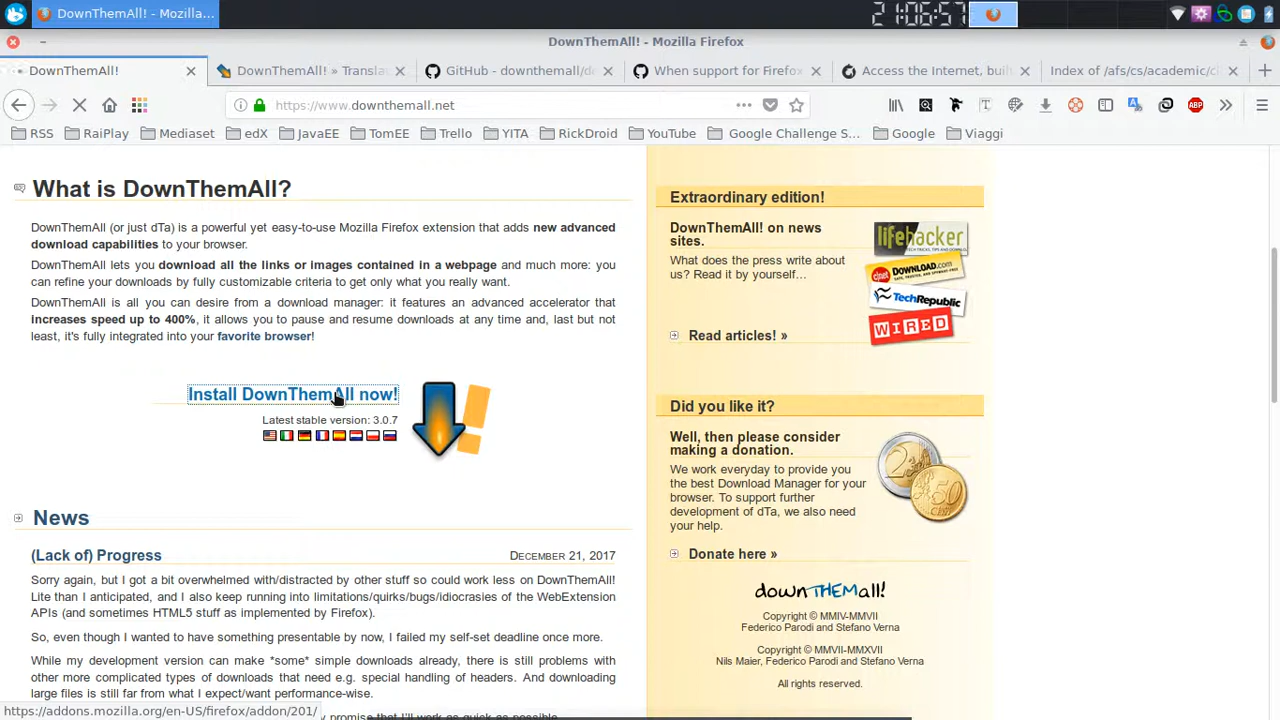 DownThemAll! - Mozilla...
21:06:57
DownThemAll! - Mozilla Firefox
DownThemAll!
DownThemAll! » Transla
GitHub - downthemall/d
When support for Firefox
Access the Internet, buil
Index of /afs/cs/academic/c
https://www.downthemall.net
ABP
RSS RaiPlay Mediaset edX JavaEE TomEE Trello YITA RickDroid YouTube Google Challenge S... Google Viaggi
What is DownThemAll?
DownThemAll (or just dTa) is a powerful yet easy-to-use Mozilla Firefox extension that adds new advanced
download capabilities to your browser.
DownThemAll lets you download all the links or images contained in a webpage and much more: you
can refine your downloads by fully customizable criteria to get only what you really want.
DownThemAll is all you can desire from a download manager: it features an advanced accelerator that
increases speed up to 400%, it allows you to pause and resume downloads at any time and, last but not
least, it's fully integrated into your favorite browser!
Install DownThemAll now!
Latest stable version: 3.0.7
News
(Lack of) Progress
December 21, 2017
Sorry again, but I got a bit overwhelmed with/distracted by other stuff so could work less on DownThemAll!
Lite than I anticipated, and I also keep running into limitations/quirks/bugs/idiocrasies of the WebExtension
APIs (and sometimes HTML5 stuff as implemented by Firefox).
So, even though I wanted to have something presentable by now, I failed my self-set deadline once more.
While my development version can make *some* simple downloads already, there is still problems with
other more complicated types of downloads that need e.g. special handling of headers. And downloading
large files is still far from what I expect/want performance-wise.
promise that I'll work as quick as possible
https://addons.mozilla.org/en-US/firefox/addon/201/
Extraordinary edition!
DownThemAll! on news
sites.
What does the press write about
us? Read it by yourself…
lifehacker
cnet DOWNLOAD.COM
TechRepublic
WIRED
Read articles! »
Did you like it?
Well, then please consider
making a donation.
We work everyday to provide you
the best Download Manager for your
browser. To support further
development of dTa, we also need
your help.
2
50
CENT
Donate here »
downTHEMall!
Copyright © MMIV-MMVII
Federico Parodi and Stefano Verna
Copyright © MMVII-MMXVII
Nils Maier, Federico Parodi and Stefano Verna
All rights reserved.